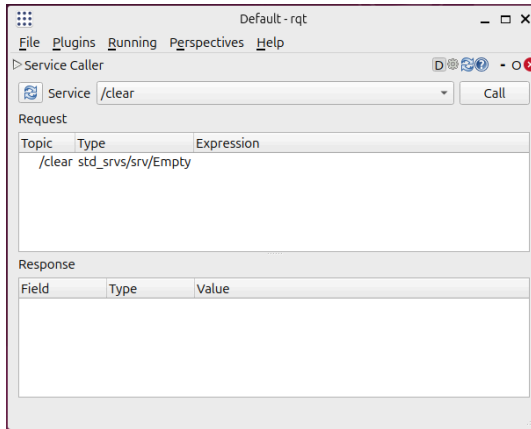 Default - rqt
File Plugins Running Perspectives Help
Service Caller D - O
Service /clear Call
Request
Topic Type Expression
/clear std_srvs/srv/Empty
Response
Field Type Value